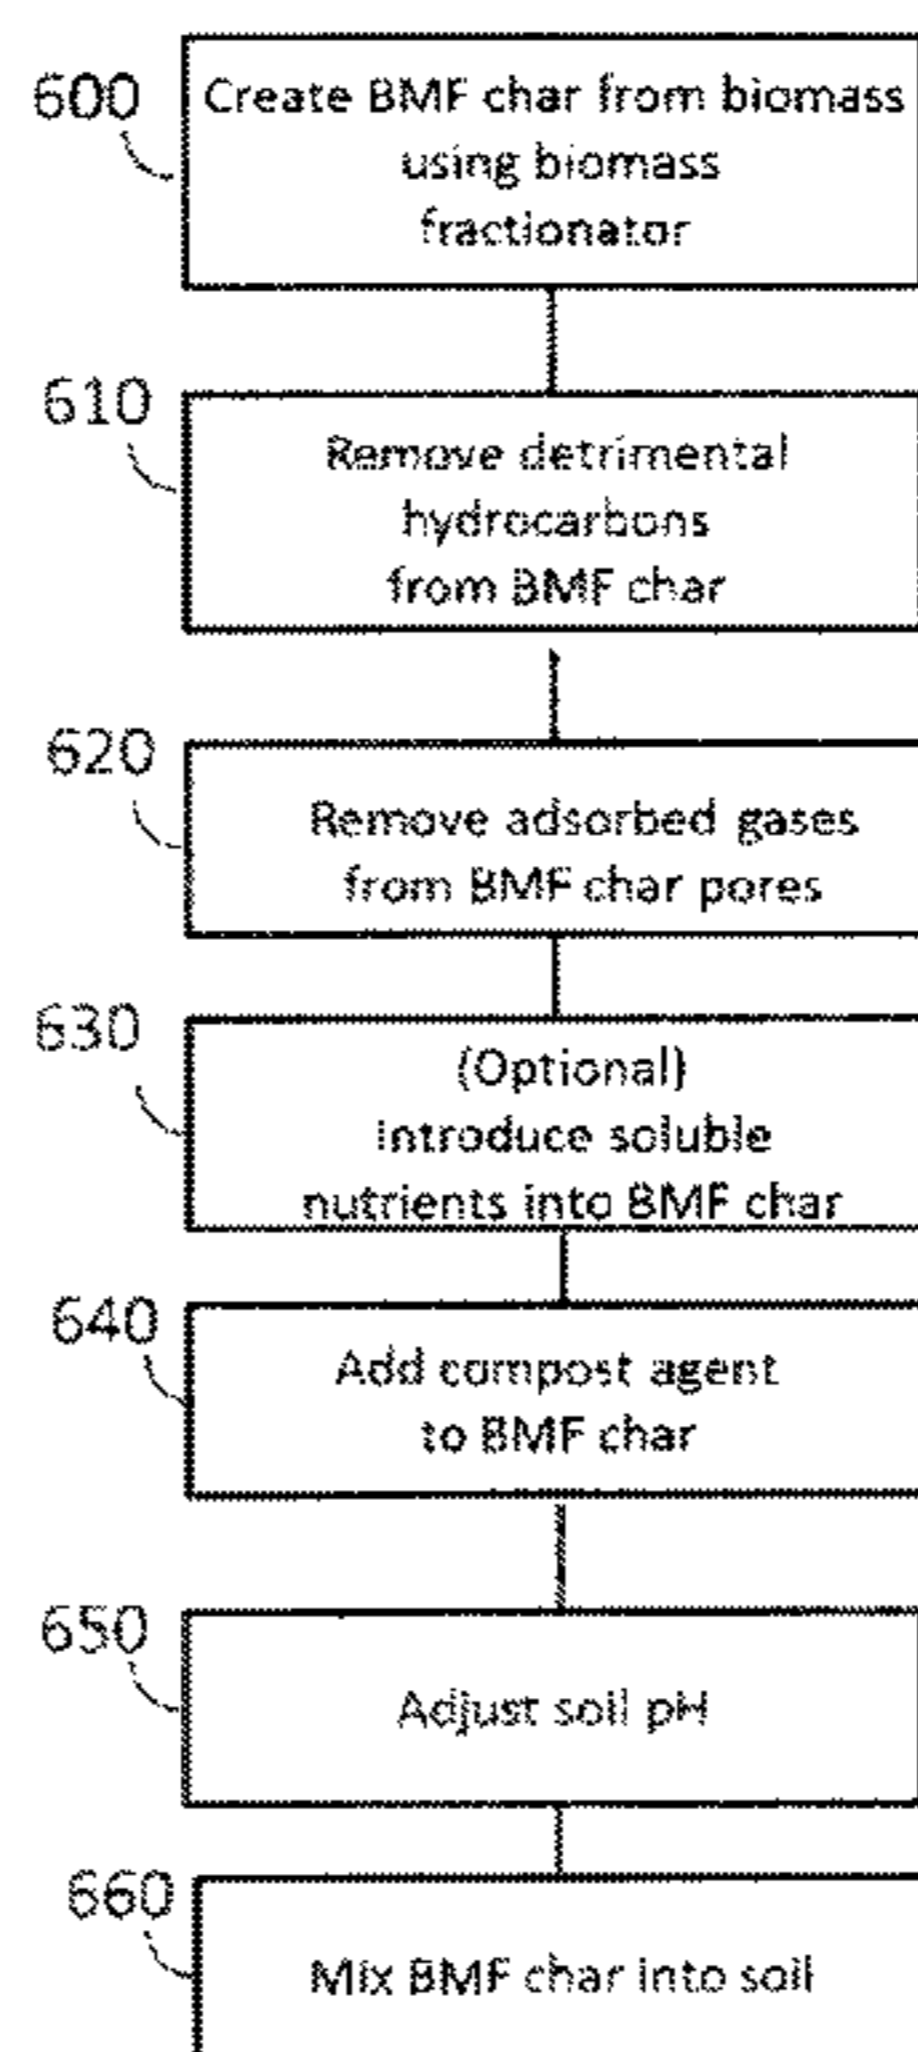 600
Create BMF char from biomass
using biomass
fractionator
610
Remove detrimental
hydrocarbons
from BMF char
620
Remove adsorbed gases
from BMF char pores
630
(Optional)
Introduce soluble
nutrients into BMF char
640
Add compost agent
to BMF char
650
Adjust soil pH
660
Mix BMF char into soil